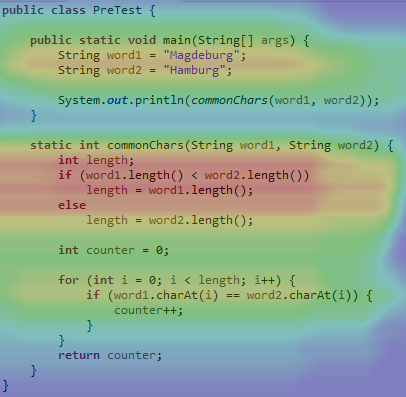 public class PreTest {
public static void main(String[] args) {
String word1 = "Magdeburg";
String word2 = "Hamburg";
System.out.println(commonChars(word1, word2));
}
static int commonChars(String word1, String word2) {
int length;
if (word1.length() < word2.length())
length = word1.length();
else
length = word2.length();
int counter = 0;
for (int i = 0; i < length; i++) {
if (word1.charAt(i) == word2.charAt(i)) {
counter++;
}
}
return counter;
}
}